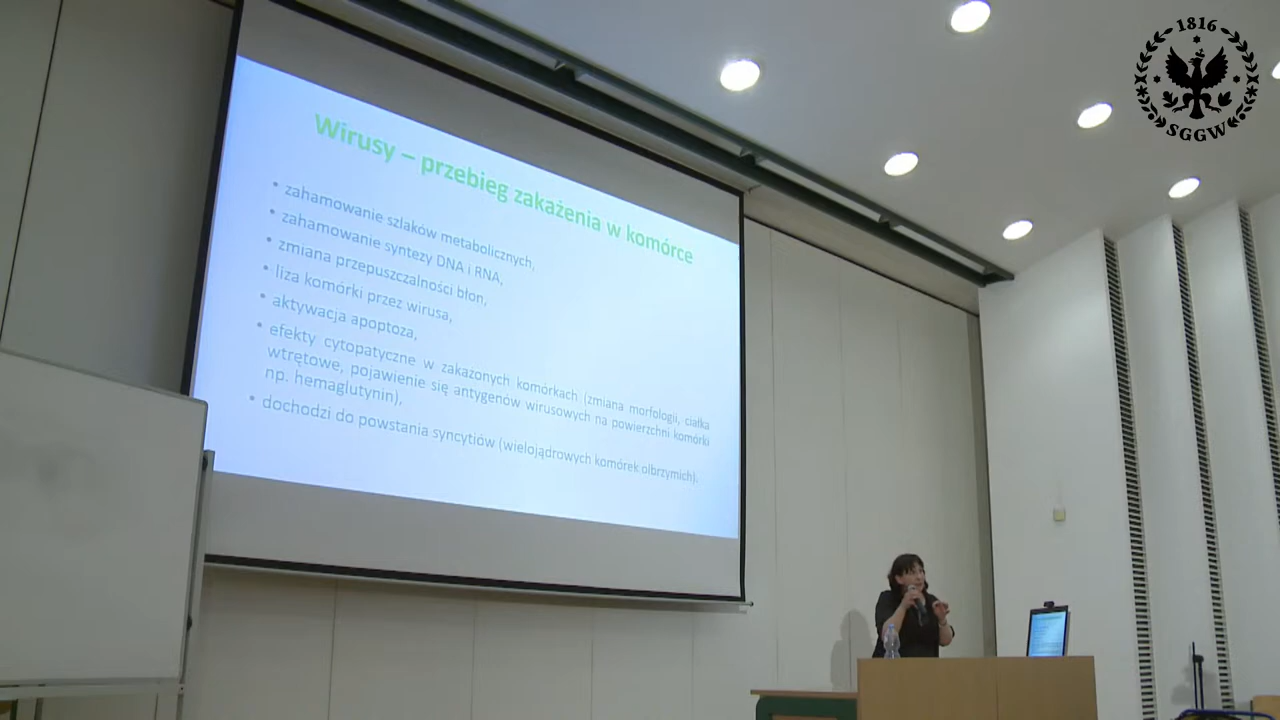 1816
SGGW
Wirusy – przebieg zakażenia w komórce
• zahamowanie szlaków metabolicznych,
• zahamowanie syntezy DNA i RNA,
• zmiana przepuszczalności błon,
• liza komórki przez wirusa,
• aktywacja apoptoza,
• efekty cytopatyczne w zakażonych komórkach (zmiana morfologii, ciałka
wtrętowe, pojawienie się antygenów wirusowych na powierzchni komórki
np. hemaglutynin),
• dochodzi do powstania syncytiów (wielojądrowych komórek olbrzymich).